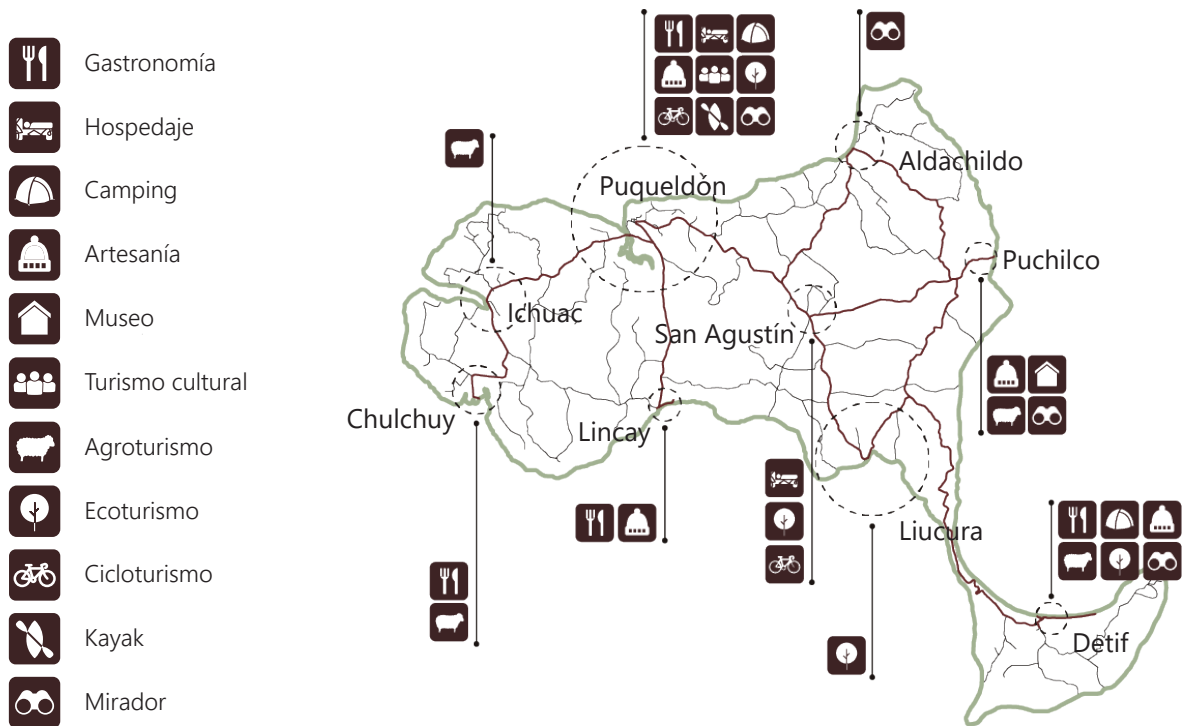 Gastronomía
Hospedaje
Camping
Artesanía
Museo
Turismo cultural
Agroturismo
Ecoturismo
Cicloturismo
Kayak
Mirador
Puqueldón
Aldachildo
Puchilco
Ichuac
San Agustín
Chulchuy
Lincay
Liucura
Detif